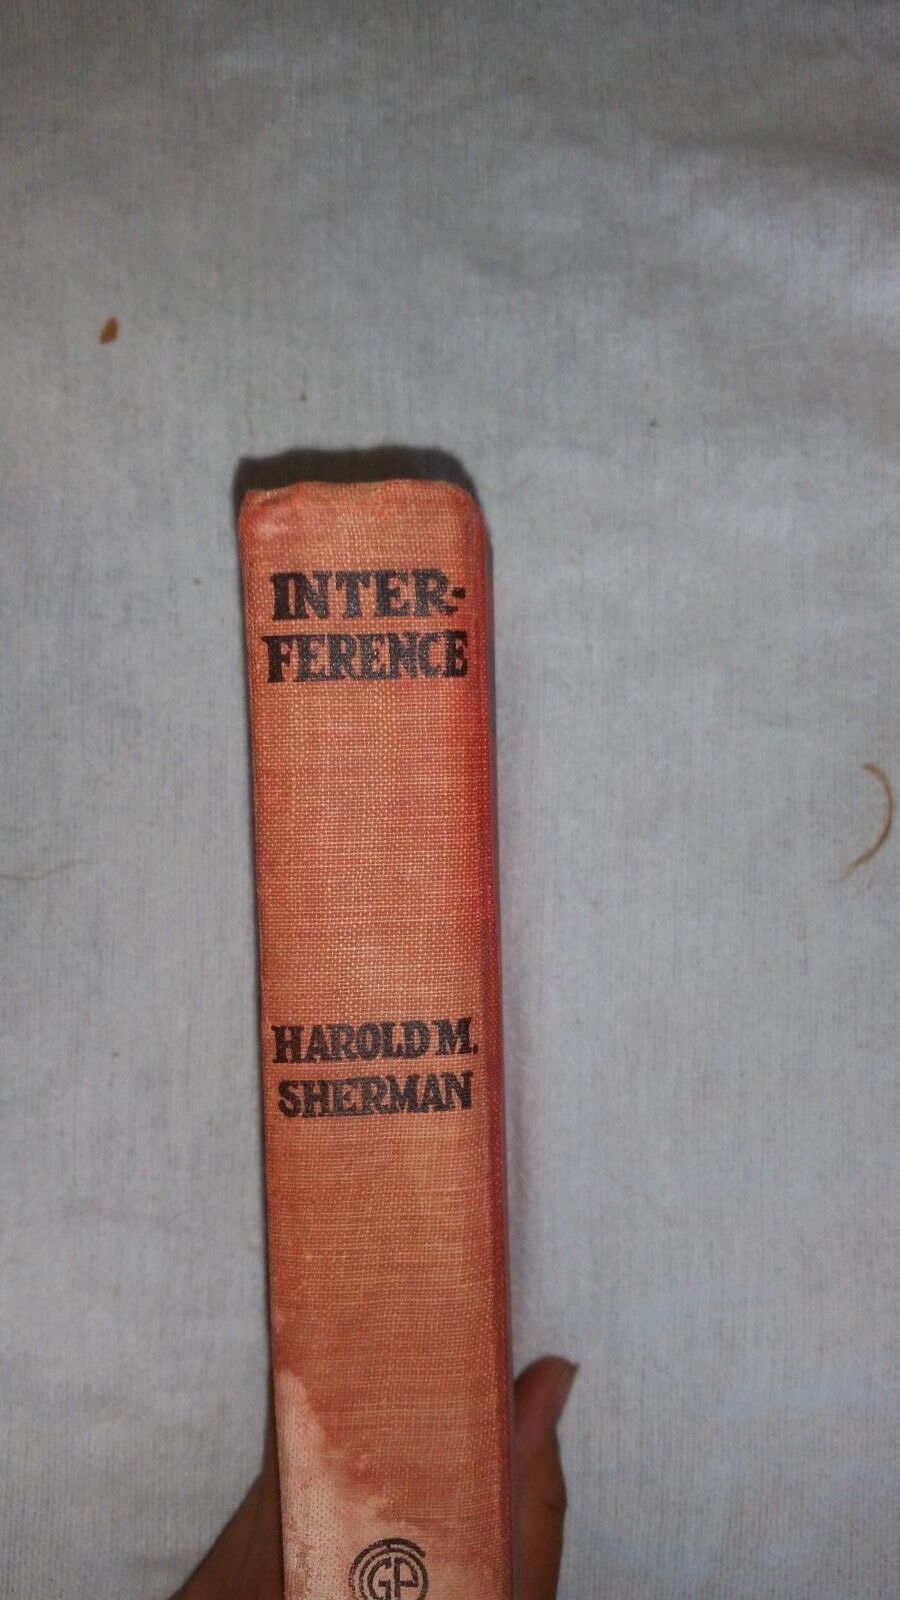 INTER-
FERENCE
HAROLD M.
SHERMAN
GP